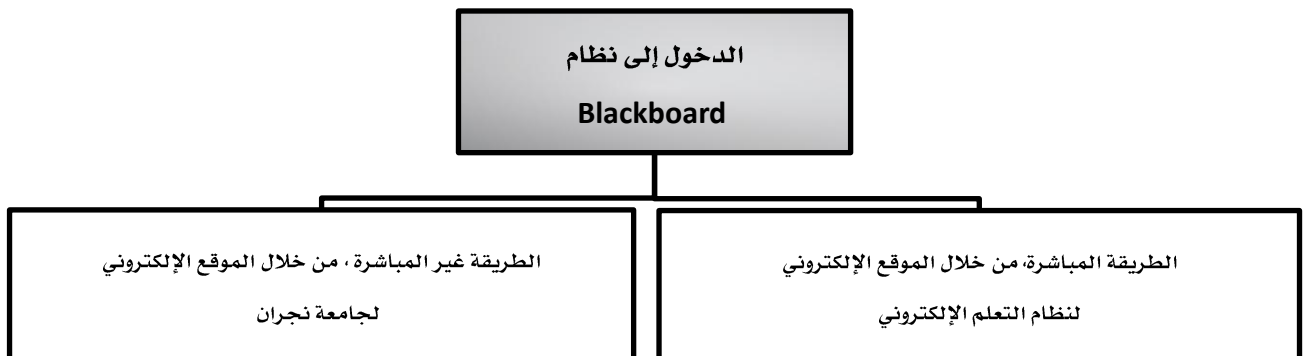 الدخول إلى نظام
Blackboard
الطريقة المباشرة، من خلال الموقع الإلكتروني
لنظام التعلم الإلكتروني
الطريقة غير المباشرة ، من خلال الموقع الإلكتروني
لجامعة نجران